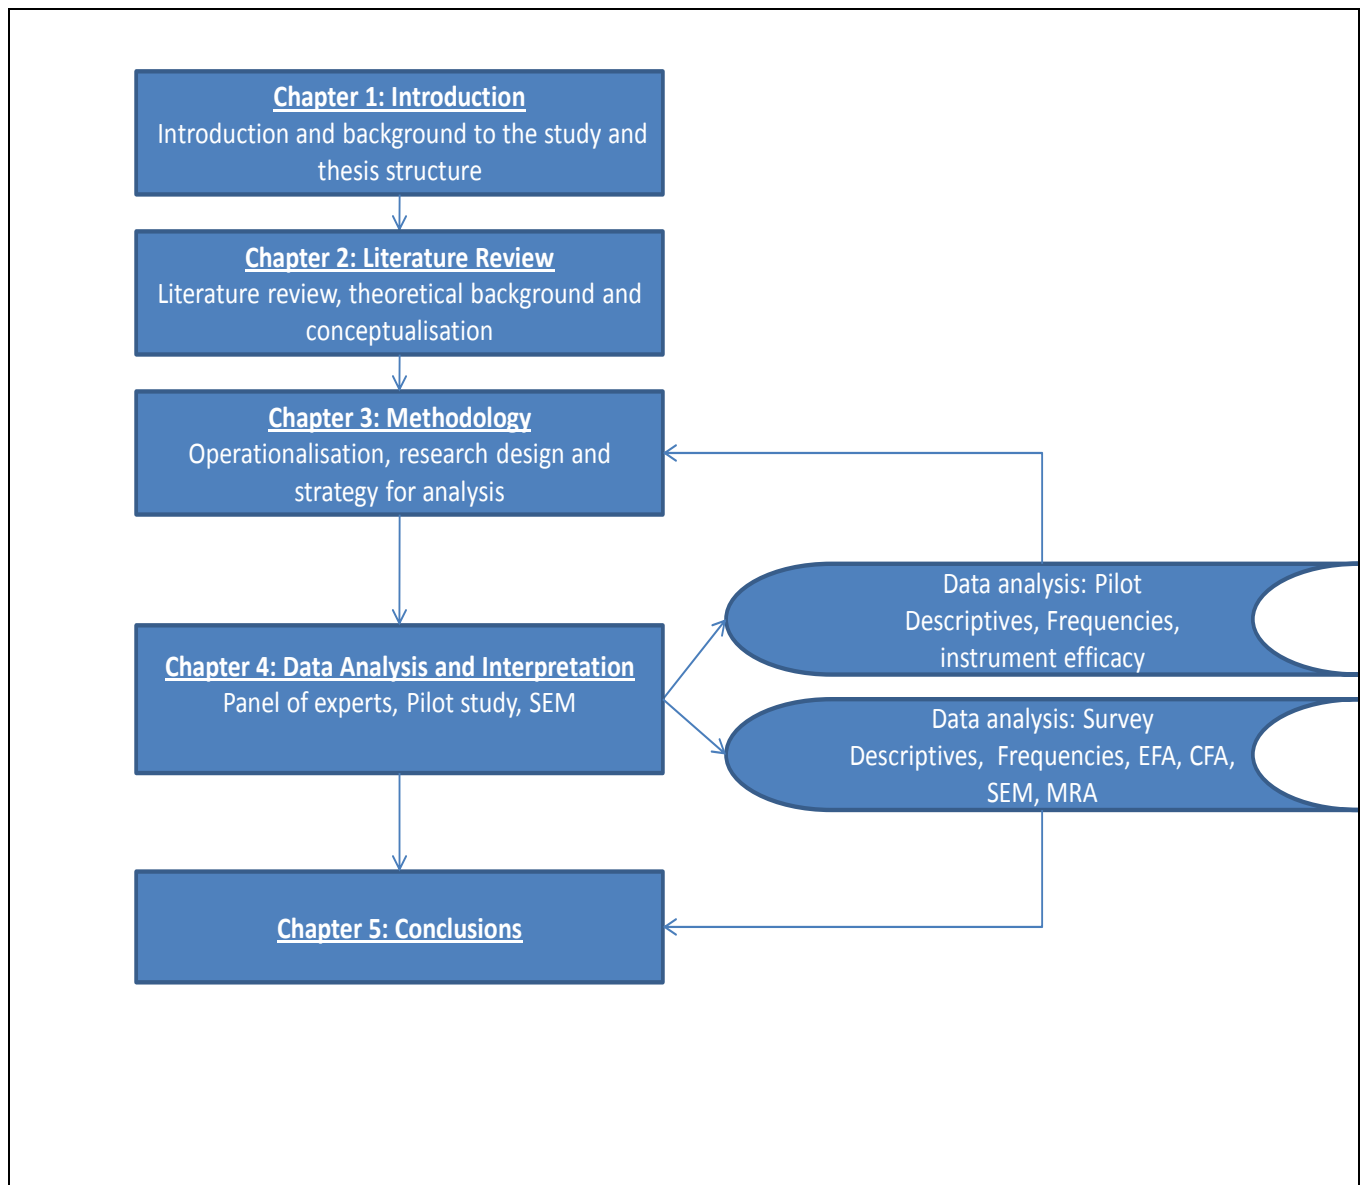 Chapter 1: Introduction
Introduction and background to the study and
thesis structure
Chapter 2: Literature Review
Literature review, theoretical background and
conceptualisation
Chapter 3: Methodology
Operationalisation, research design and
strategy for analysis
Data analysis: Pilot
Descriptives, Frequencies,
instrument efficacy
Chapter 4: Data Analysis and Interpretation
Panel of experts, Pilot study, SEM
Data analysis: Survey
Descriptives, Frequencies, EFA, CFA,
SEM, MRA
Chapter 5: Conclusions